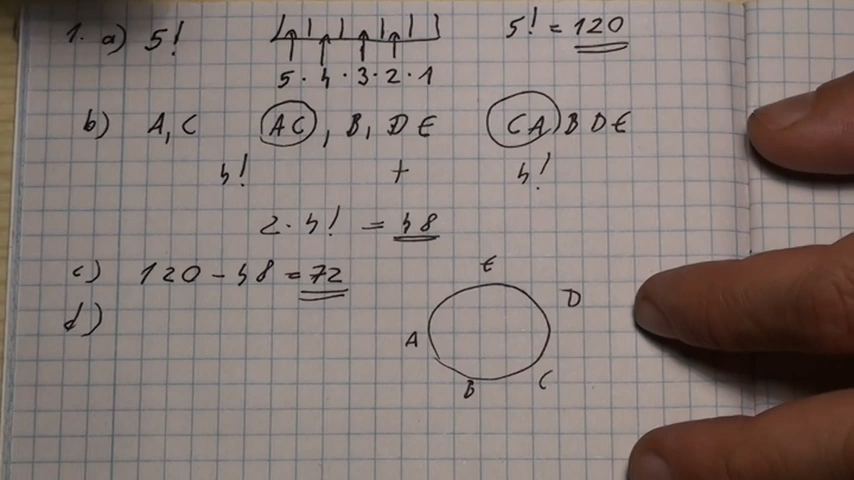 1. a) 5! 5! = 120
5 · 4 · 3 · 2 · 1
b) A, C AC, B, D E CA B D E
4! + 4!
2 · 4! = 48
c) 120 - 48 = 72
d)
E
D
A
B C